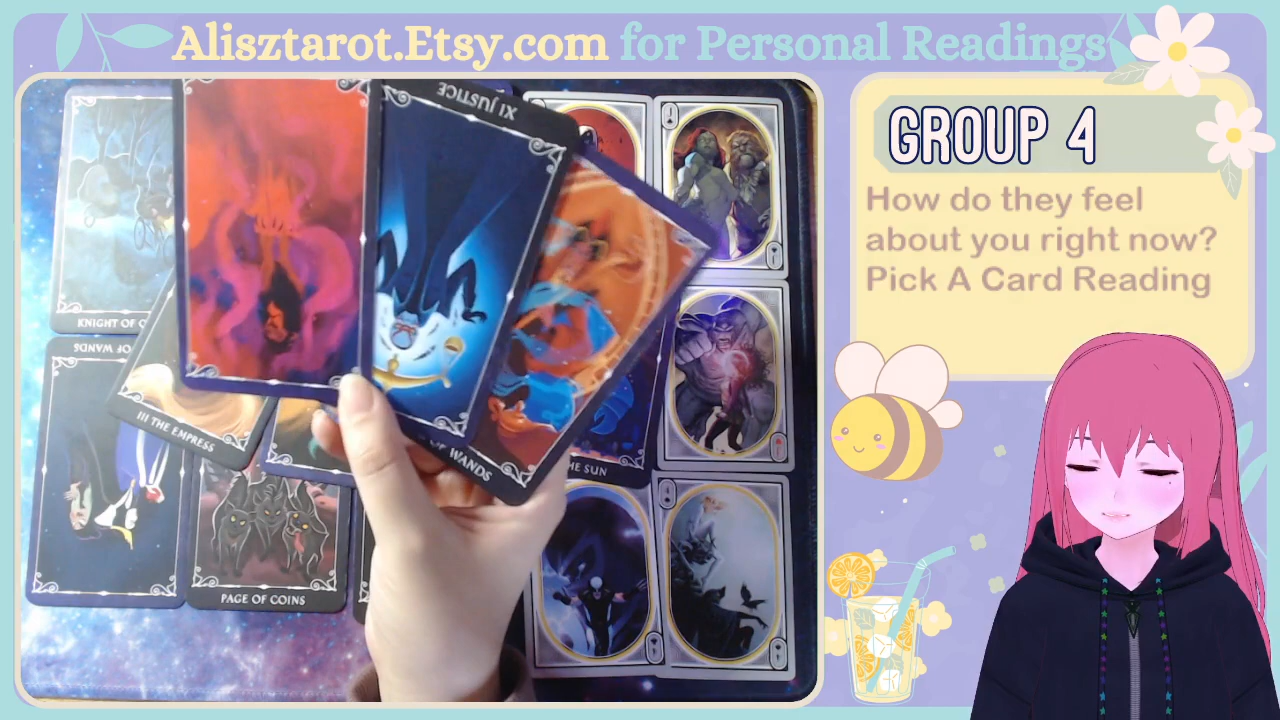 Alisztarot.Etsy.com for Personal Readings
GROUP 4
How do they feel
about you right now?
Pick A Card Reading
XI JUSTICE
KNIGHT OF C
OF WANDS
III THE EMPRESS
OF WANDS
HE SUN
PAGE OF COINS